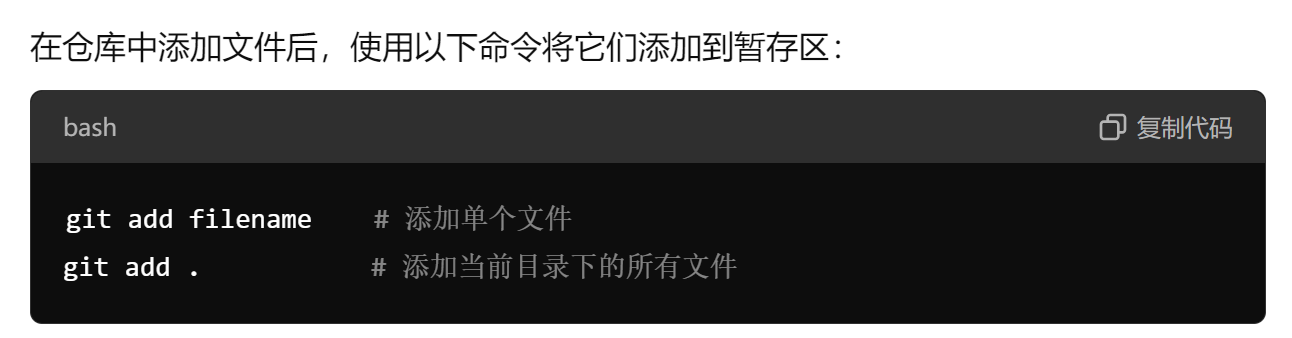 在仓库中添加文件后，使用以下命令将它们添加到暂存区：
bash
复制代码
git add filename    # 添加单个文件
git add .           # 添加当前目录下的所有文件